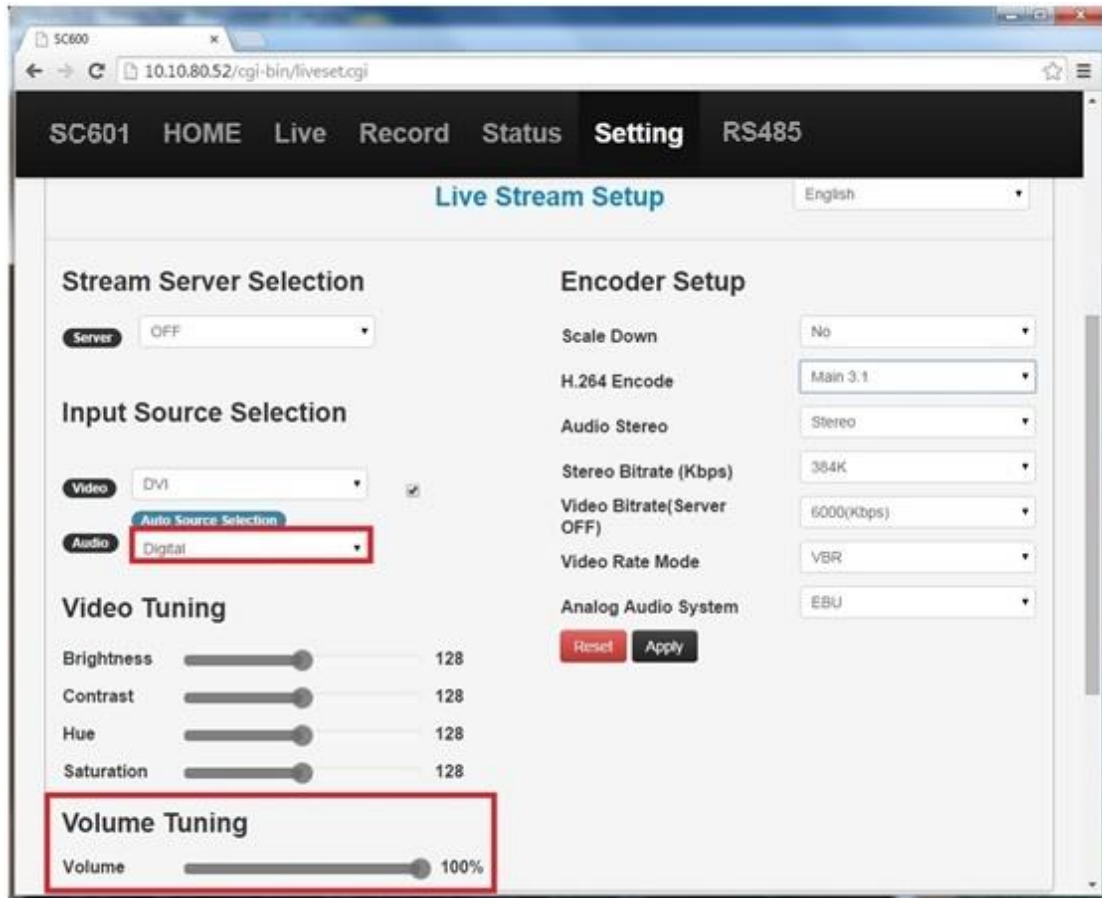 SC600
10.10.80.52/cgi-bin/liveset.cgi
SC601 HOME Live Record Status Setting RS485
Live Stream Setup
English
Stream Server Selection
Server OFF
Input Source Selection
Video DVI
Auto Source Selection
Audio Digital
Video Tuning
Brightness 128
Contrast 128
Hue 128
Saturation 128
Volume Tuning
Volume 100%
Encoder Setup
Scale Down No
H.264 Encode Main 3.1
Audio Stereo Stereo
Stereo Bitrate (Kbps) 384K
Video Bitrate(Server
OFF) 6000(Kbps)
Video Rate Mode VBR
Analog Audio System EBU
Reset Apply